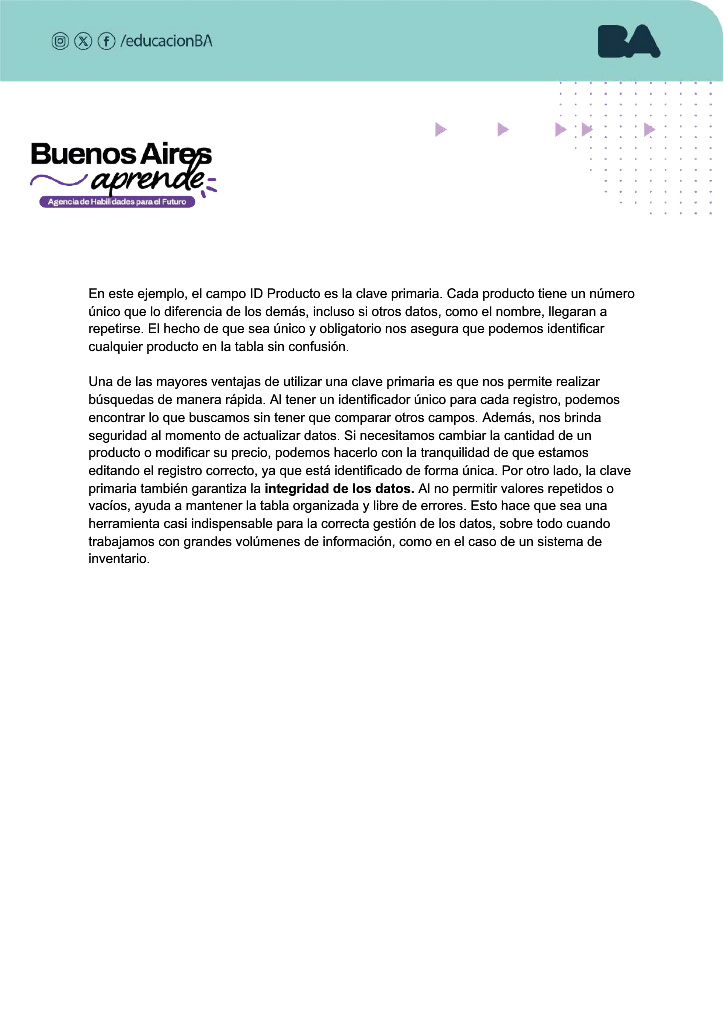 /educacionBA
BA
Buenos Aires
aprende
Agencia de Habilidades para el Futuro
En este ejemplo, el campo ID Producto es la clave primaria. Cada producto tiene un número
único que lo diferencia de los demás, incluso si otros datos, como el nombre, llegaran a
repetirse. El hecho de que sea único y obligatorio nos asegura que podemos identificar
cualquier producto en la tabla sin confusión.
Una de las mayores ventajas de utilizar una clave primaria es que nos permite realizar
búsquedas de manera rápida. Al tener un identificador único para cada registro, podemos
encontrar lo que buscamos sin tener que comparar otros campos. Además, nos brinda
seguridad al momento de actualizar datos. Si necesitamos cambiar la cantidad de un
producto o modificar su precio, podemos hacerlo con la tranquilidad de que estamos
editando el registro correcto, ya que está identificado de forma única. Por otro lado, la clave
primaria también garantiza la integridad de los datos. Al no permitir valores repetidos o
vacíos, ayuda a mantener la tabla organizada y libre de errores. Esto hace que sea una
herramienta casi indispensable para la correcta gestión de los datos, sobre todo cuando
trabajamos con grandes volúmenes de información, como en el caso de un sistema de
inventario.